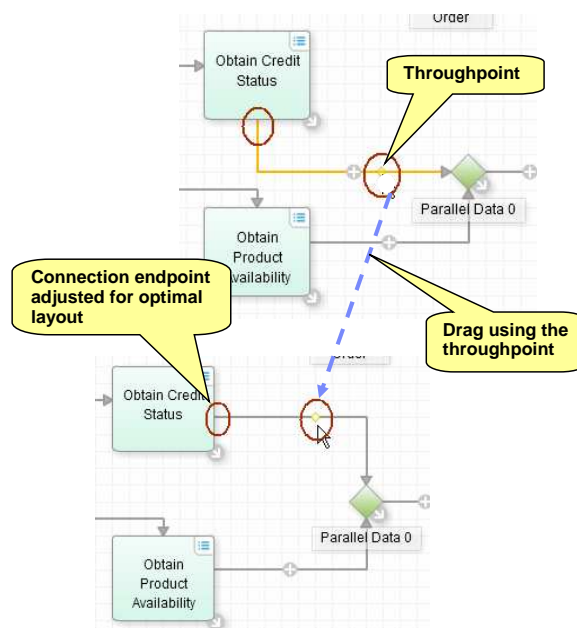 Order
Obtain Credit
Status
Throughpoint
Parallel Data 0
Obtain
Product
Availability
Connection endpoint
adjusted for optimal
layout
Drag using the
throughpoint
Order
Obtain Credit
Status
Parallel Data 0
Obtain
Product
Availability